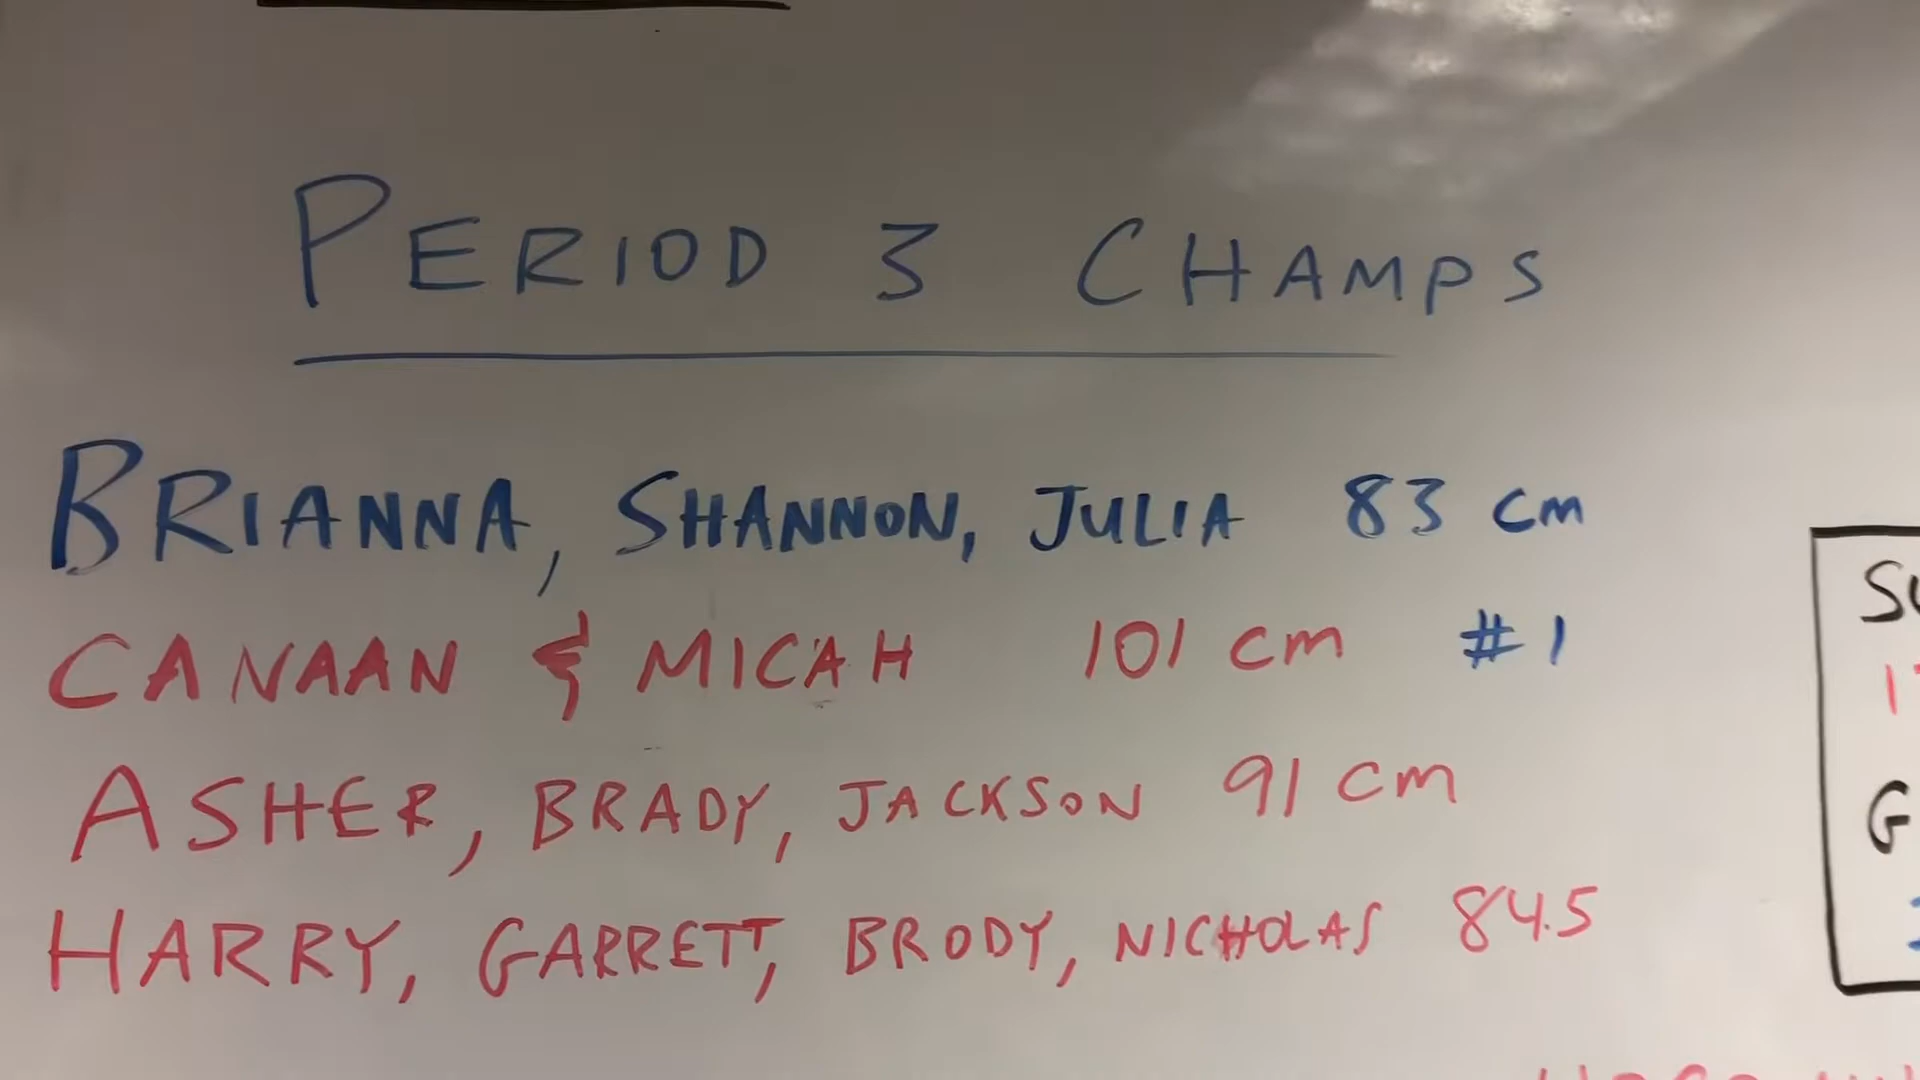 PERIOD 3 CHAMPS
BRIANNA, SHANNON, JULIA 83 cm
CANAAN & MICAH 101 cm #1
ASHER, BRADY, JACKSON 91 cm
HARRY, GARRETT, BRODY, NICHOLAS 84.5